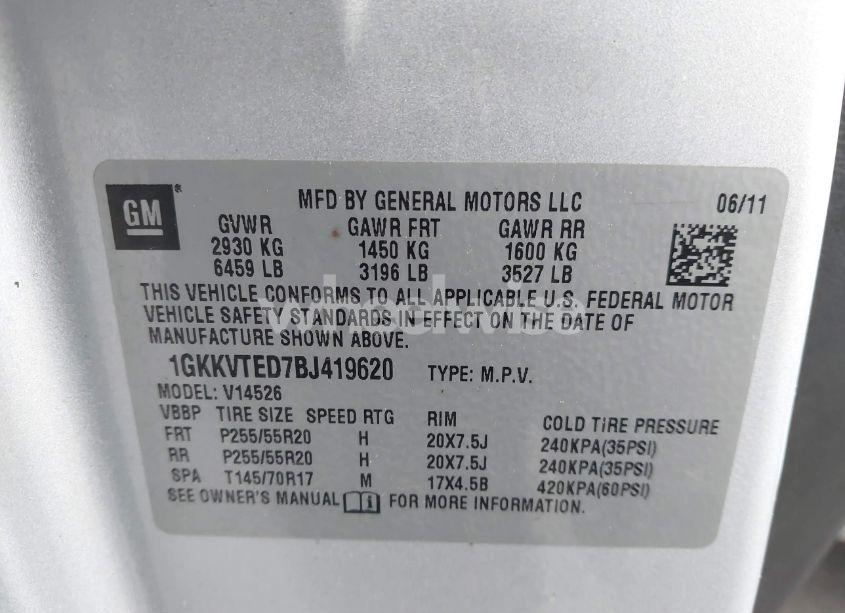 GM
MFD BY GENERAL MOTORS LLC 06/11
GVWR GAWR FRT GAWR RR
2930 KG 1450 KG 1600 KG
6459 LB 3196 LB 3527 LB
THIS VEHICLE CONFORMS TO ALL APPLICABLE U.S. FEDERAL MOTOR
VEHICLE SAFETY STANDARDS IN EFFECT ON THE DATE OF
MANUFACTURE SHOWN ABOVE.
1GKKVTED7BJ419620 TYPE: M.P.V.
MODEL: V14526
VBBP TIRE SIZE SPEED RTG RIM COLD TIRE PRESSURE
FRT P255/55R20 H 20X7.5J 240KPA(35PSI)
RR P255/55R20 H 20X7.5J 240KPA(35PSI)
SPA T145/70R17 M 17X4.5B 420KPA(60PSI)
SEE OWNER'S MANUAL FOR MORE INFORMATION.